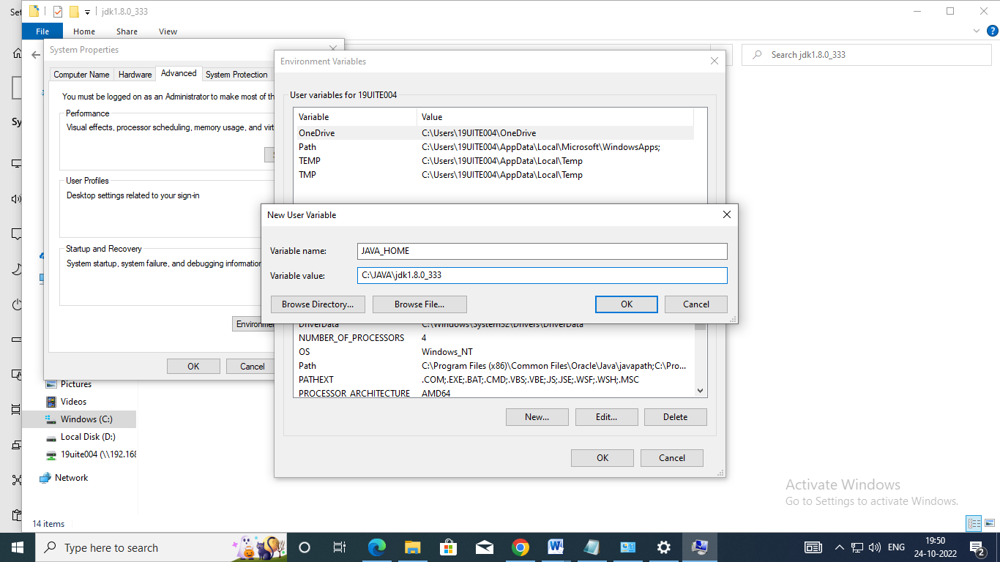 Set
jdk1.8.0_333
File Home Share View
System Properties
Environment Variables
Search jdk1.8.0_333
Computer Name Hardware Advanced System Protection
You must be logged on as an Administrator to make most of th
Performance
Visual effects, processor scheduling, memory usage, and virt
User Profiles
Desktop settings related to your sign-in
Startup and Recovery
System startup, system failure, and debugging information
Environmen
OK Cancel
Sy
User variables for 19UITE004
Variable Value
OneDrive C:\Users\19UITE004\OneDrive
Path C:\Users\19UITE004\AppData\Local\Microsoft\WindowsApps;
TEMP C:\Users\19UITE004\AppData\Local\Temp
TMP C:\Users\19UITE004\AppData\Local\Temp
New User Variable
Variable name: JAVA_HOME
Variable value: C:\JAVA\jdk1.8.0_333
Browse Directory... Browse File... OK Cancel
DriverData C:\Windows\System32\Drivers\DriverData
NUMBER_OF_PROCESSORS 4
OS Windows_NT
Path C:\Program Files (x86)\Common Files\Oracle\Java\javapath;C:\Pro...
PATHEXT .COM;.EXE;.BAT;.CMD;.VBS;.VBE;.JS;.JSE;.WSF;.WSH;.MSC
PROCESSOR_ARCHITECTURE AMD64
New... Edit... Delete
OK Cancel
Pictures
Videos
Windows (C:)
Local Disk (D:)
19uite004 (\\192.168
Network
14 items
Activate Windows
Go to Settings to activate Windows.
Type here to search
ENG
19:50
24-10-2022
2